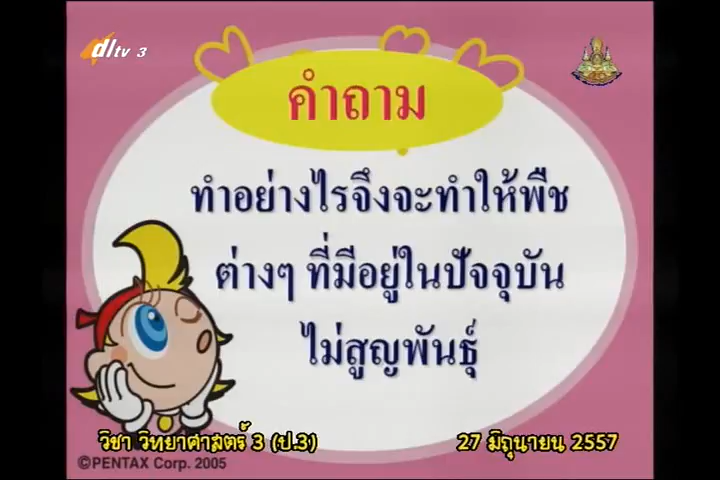 dltv 3
คำถาม
ทำอย่างไรจึงจะทำให้พืช
ต่างๆ ที่มีอยู่ในปัจจุบัน
ไม่สูญพันธุ์
วิชา วิทยาศาสตร์ 3 (ป.3) 27 มิถุนายน 2557
©PENTAX Corp. 2005